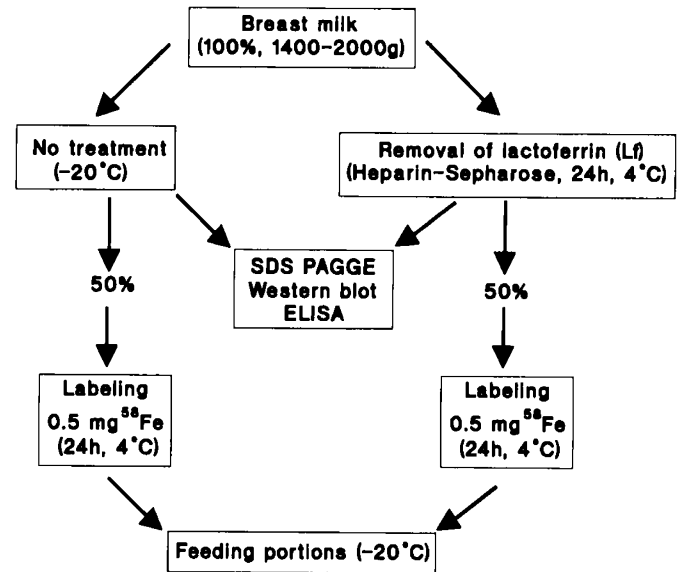 Breast milk
(100%, 1400-2000g)
No treatment
(-20°C)
Removal of lactoferrin (Lf)
(Heparin-Sepharose, 24h, 4°C)
SDS PAGGE
Western blot
ELISA
50%
50%
Labeling
0.5 mg ⁵⁸Fe
(24h, 4°C)
Labeling
0.5 mg ⁵⁸Fe
(24h, 4°C)
Feeding portions (-20°C)